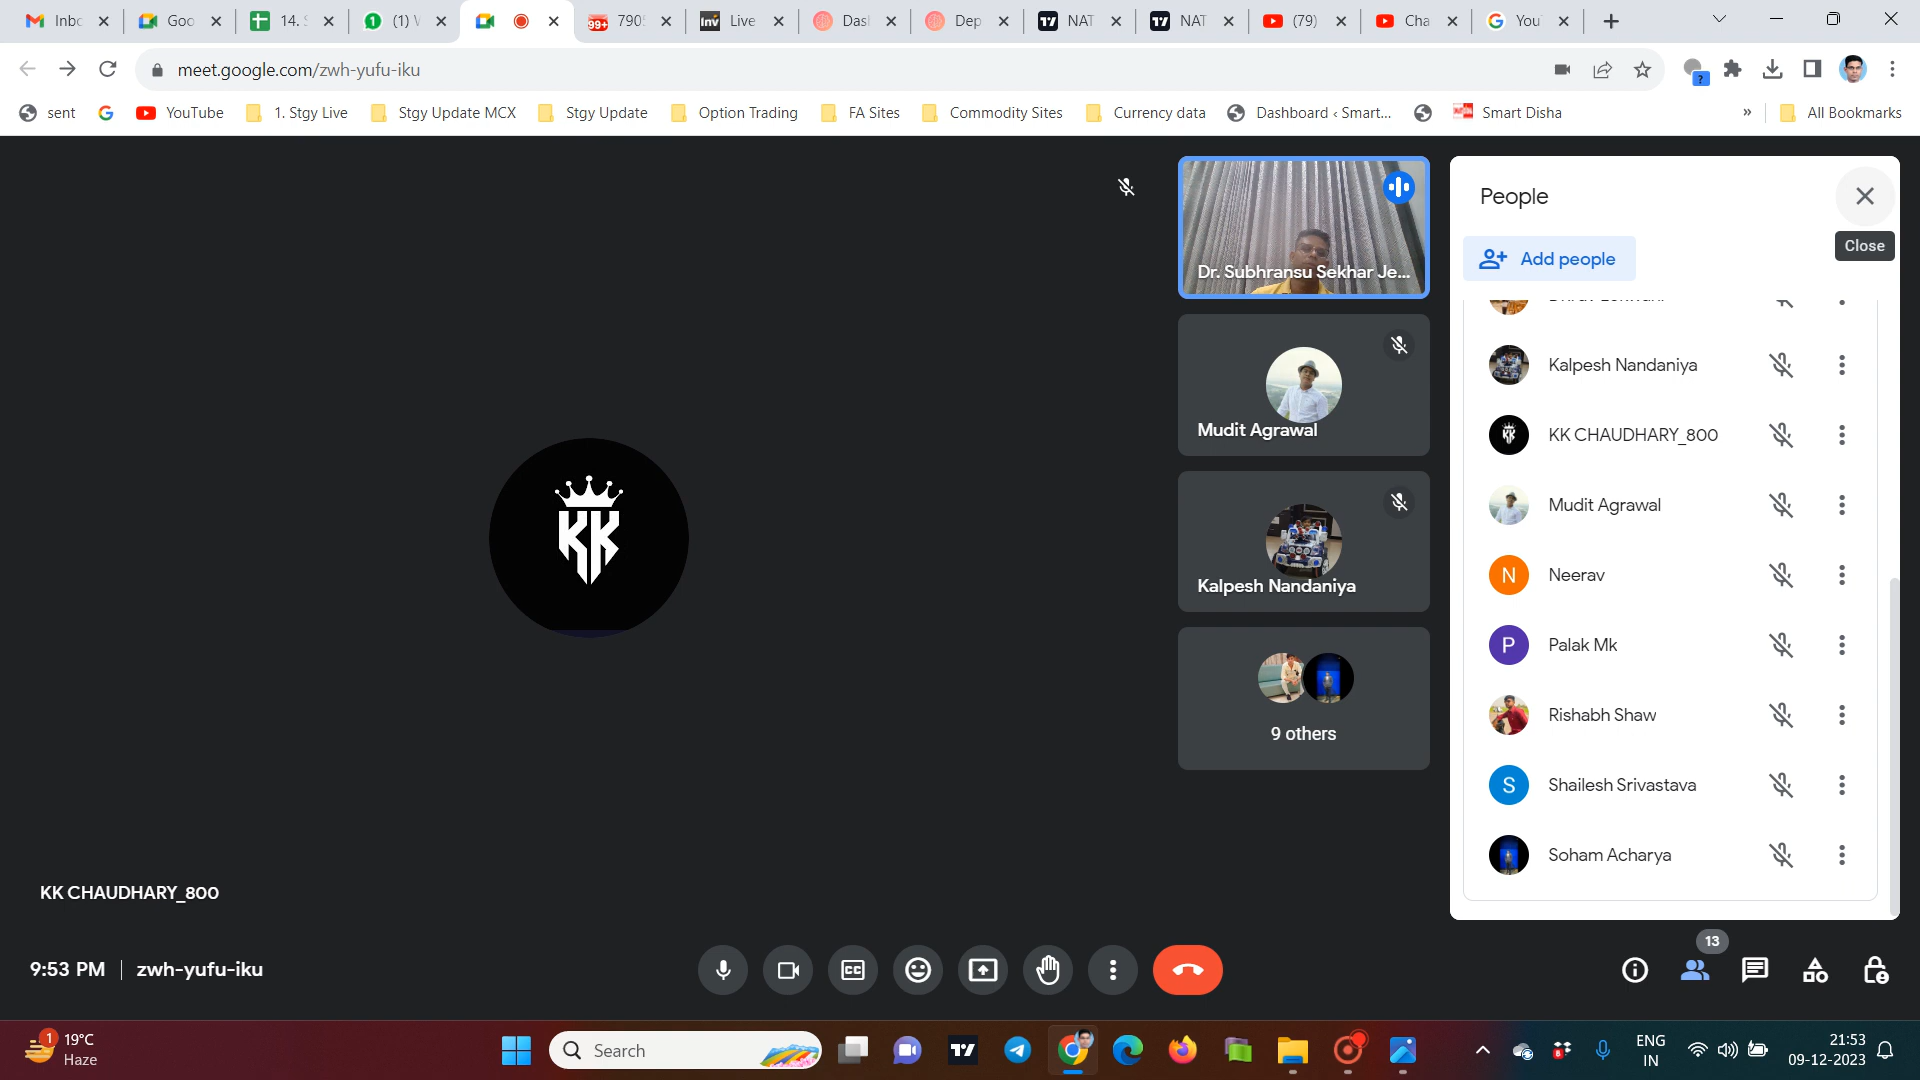 Inbc
Goo
14. S
(1) V
790
Live
Das
Dep
NAT
NAT
(79)
Cha
You
meet.google.com/zwh-yufu-iku
sent
YouTube
1. Stgy Live
Stgy Update MCX
Stgy Update
Option Trading
FA Sites
Commodity Sites
Currency data
Dashboard ‹ Smart...
Smart Disha
»
All Bookmarks
Dr. Subhransu Sekhar Je...
Mudit Agrawal
Kalpesh Nandaniya
9 others
People
Close
Add people
Kalpesh Nandaniya
KK CHAUDHARY_800
Mudit Agrawal
N Neerav
P Palak Mk
Rishabh Shaw
S Shailesh Srivastava
Soham Acharya
KK
KK CHAUDHARY_800
9:53 PM | zwh-yufu-iku
13
1
19°C
Haze
Search
ENG
IN
21:53
09-12-2023